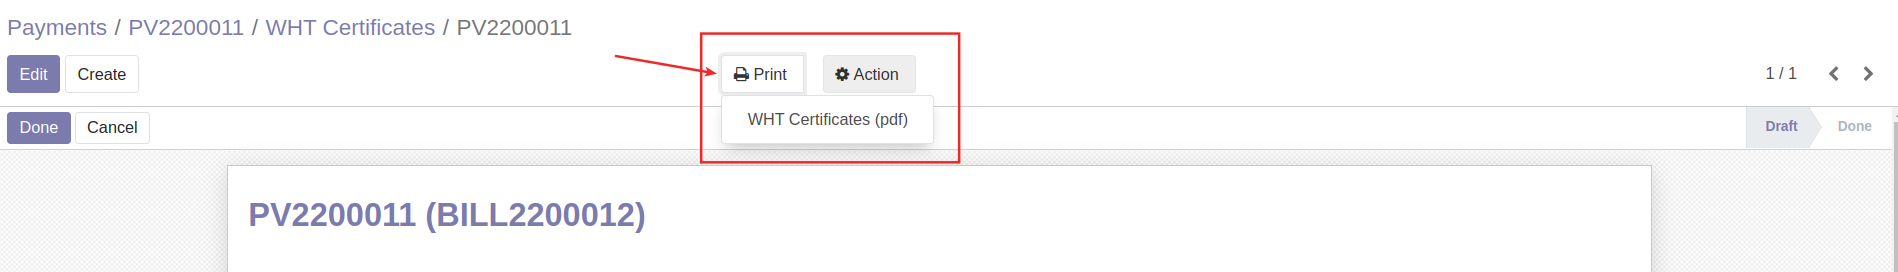 Payments / PV2200011 / WHT Certificates / PV2200011
Edit Create Print Action 1 / 1
WHT Certificates (pdf)
Done Cancel Draft Done
PV2200011 (BILL2200012)